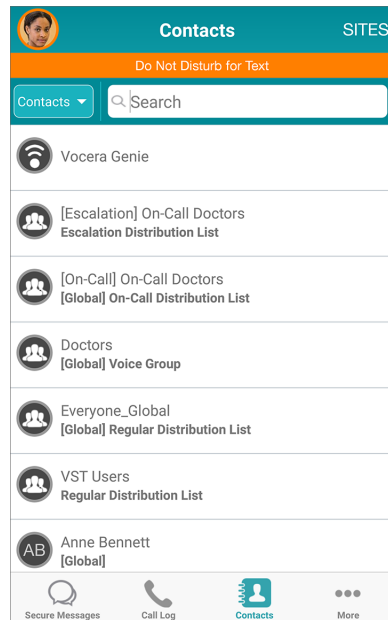 Contacts
SITES
Do Not Disturb for Text
Contacts
Search
Vocera Genie
[Escalation] On-Call Doctors
Escalation Distribution List
[On-Call] On-Call Doctors
[Global] On-Call Distribution List
Doctors
[Global] Voice Group
Everyone_Global
[Global] Regular Distribution List
VST Users
Regular Distribution List
AB
Anne Bennett
[Global]
Secure Messages
Call Log
Contacts
More